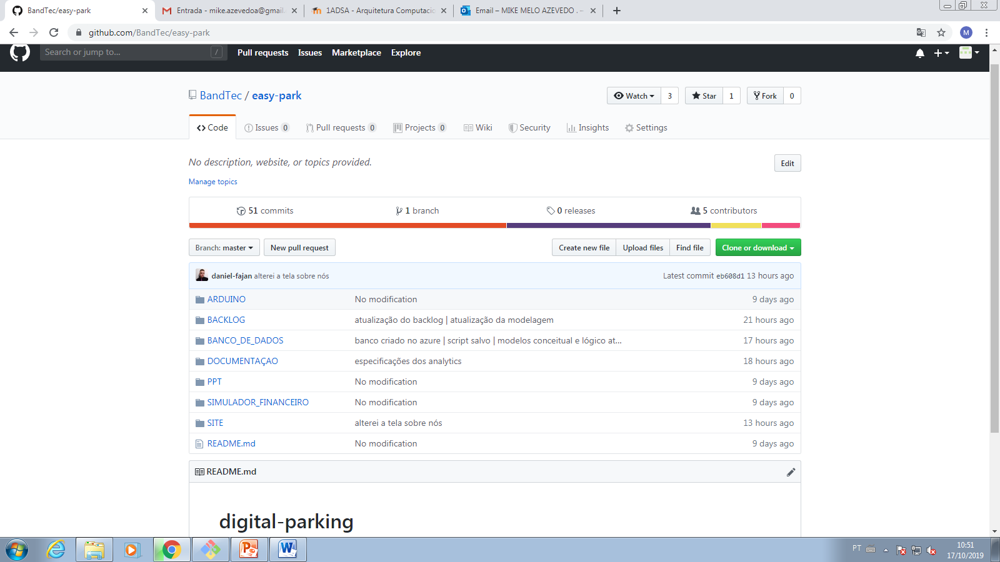 BandTec/easy-park
Entrada - mike.azevedoa@gmail.
1ADSA - Arquitetura Computacio
Email – MIKE MELO AZEVEDO . –
github.com/BandTec/easy-park
M
Search or jump to...
/
Pull requests
Issues
Marketplace
Explore
BandTec / easy-park
Watch 3
Star 1
Fork 0
Code
Issues 0
Pull requests 0
Projects 0
Wiki
Security
Insights
Settings
No description, website, or topics provided.
Edit
Manage topics
51 commits
1 branch
0 releases
5 contributors
Branch: master
New pull request
Create new file
Upload files
Find file
Clone or download
daniel-fajan alterei a tela sobre nós
Latest commit eb608d1 13 hours ago
ARDUINO No modification 9 days ago
BACKLOG atualização do backlog | atualização da modelagem 21 hours ago
BANCO_DE_DADOS banco criado no azure | script salvo | modelos conceitual e lógico at... 17 hours ago
DOCUMENTAÇAO especificações dos analytics 18 hours ago
PPT No modification 9 days ago
SIMULADOR_FINANCEIRO No modification 9 days ago
SITE alterei a tela sobre nós 13 hours ago
README.md No modification 9 days ago
README.md
digital-parking
PT
10:51
17/10/2019